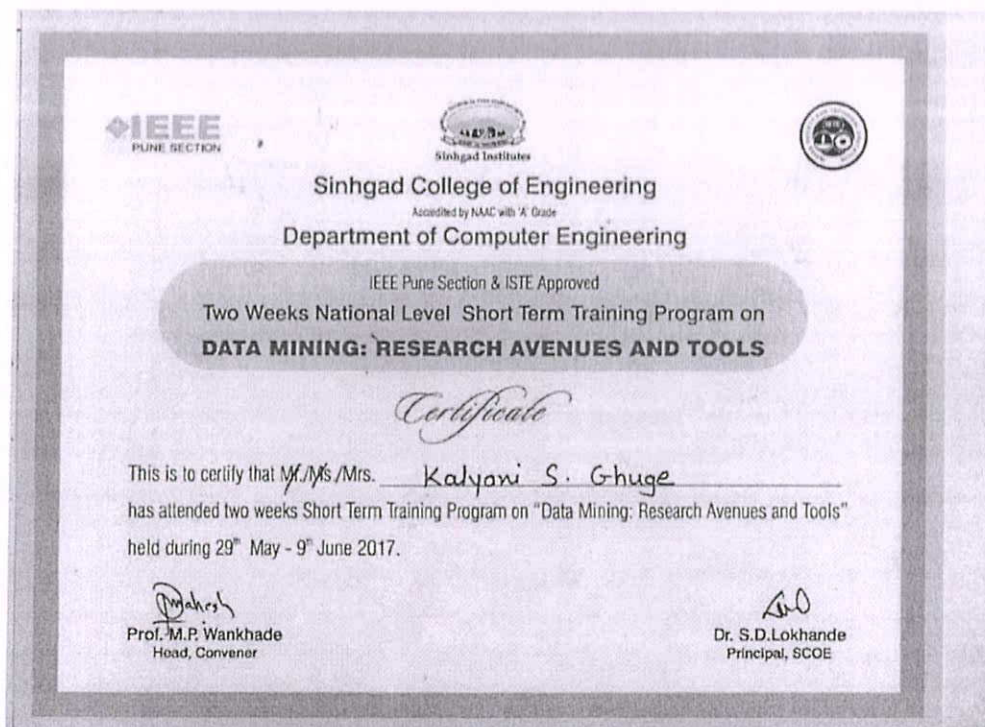 IEEE
PUNE SECTION
Sinhgad Institutes
Sinhgad College of Engineering
Accredited by NAAC with 'A' Grade
Department of Computer Engineering
IEEE Pune Section & ISTE Approved
Two Weeks National Level Short Term Training Program on
DATA MINING: RESEARCH AVENUES AND TOOLS
Certificate
This is to certify that Mr./Ms./Mrs. Kalyani S. Ghuge
has attended two weeks Short Term Training Program on "Data Mining: Research Avenues and Tools"
held during 29th May - 9th June 2017.
Prof. M.P. Wankhade
Head, Convener
Dr. S.D.Lokhande
Principal, SCOE